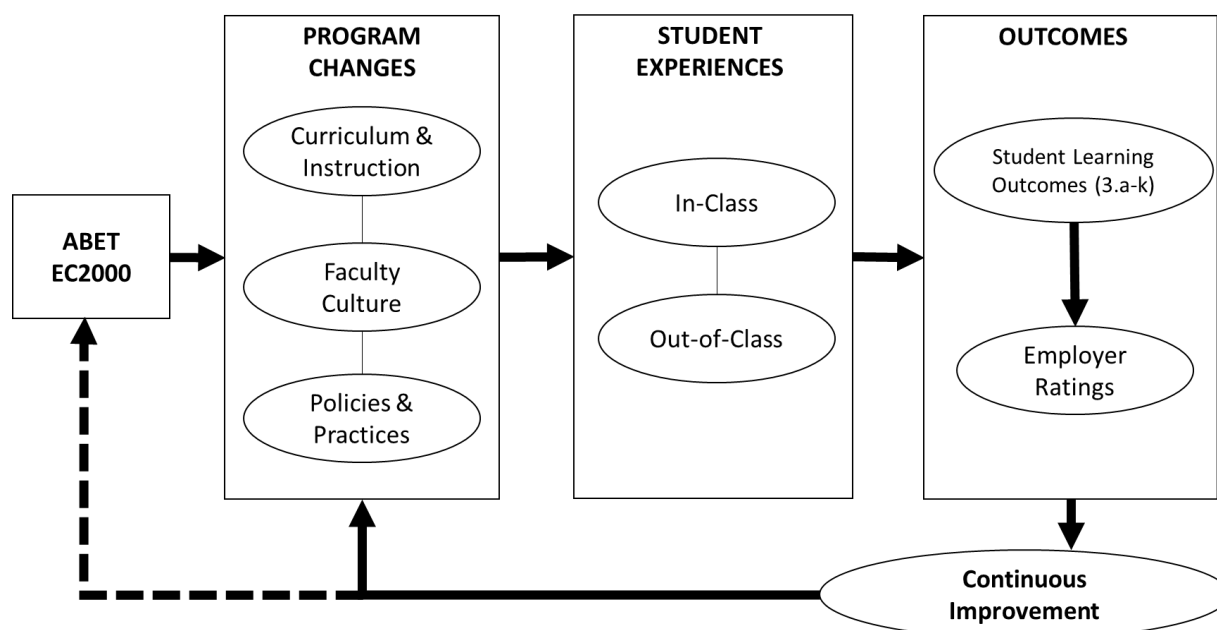 ABET
EC2000
PROGRAM
CHANGES
Curriculum &
Instruction
Faculty
Culture
Policies &
Practices
STUDENT
EXPERIENCES
In-Class
Out-of-Class
OUTCOMES
Student Learning
Outcomes (3.a-k)
Employer
Ratings
Continuous
Improvement